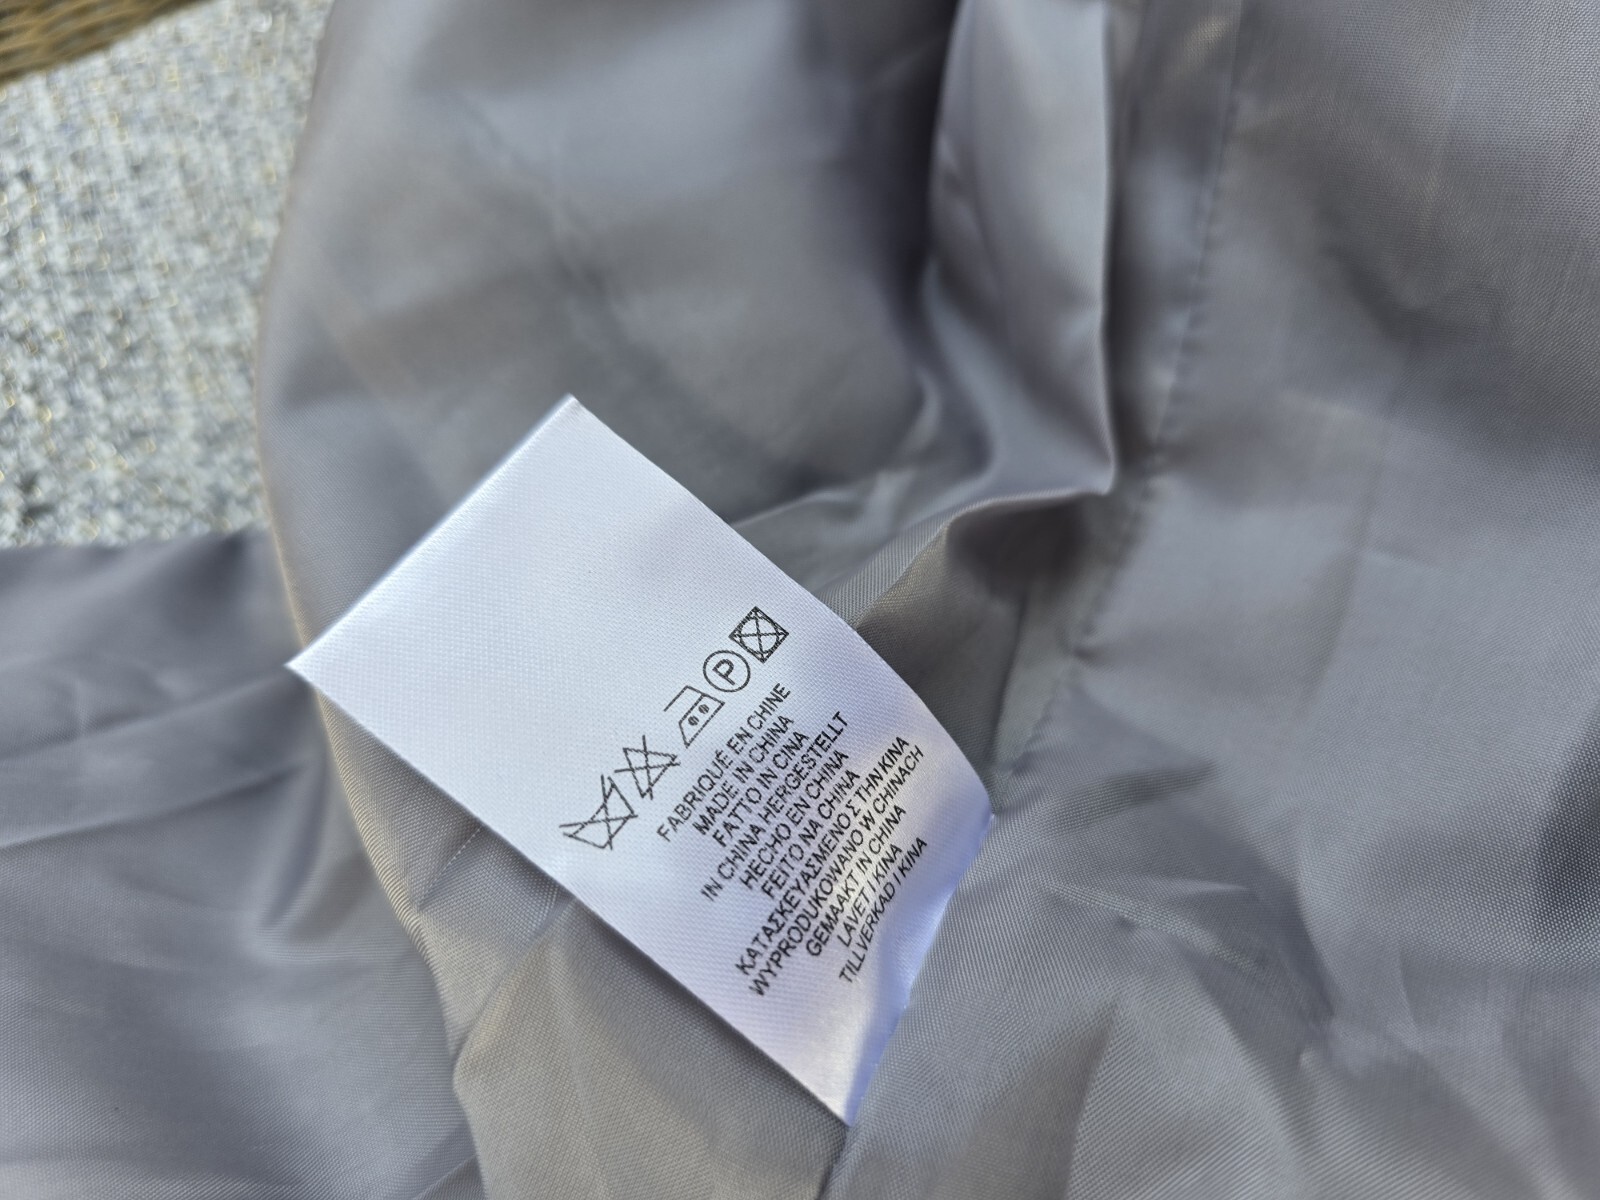 P
FABRIQUÉ EN CHINE
MADE IN CHINA
FATTO IN CINA
IN CHINA HERGESTELLT
HECHO EN CHINA
FEITO NA CHINA
ΚΑΤΑΣΚΕΥΑΣΜΕΝΟ ΣΤΗΝ ΚΙΝΑ
WYPRODUKOWANO W CHINACH
GEMAAKT IN CHINA
LAVET I KINA
TILLVERKAD I KINA